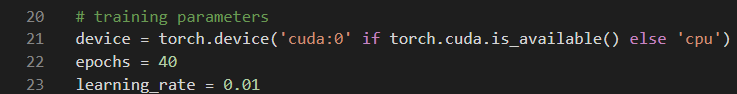 20 # training parameters
21 device = torch.device('cuda:0' if torch.cuda.is_available() else 'cpu')
22 epochs = 40
23 learning_rate = 0.01